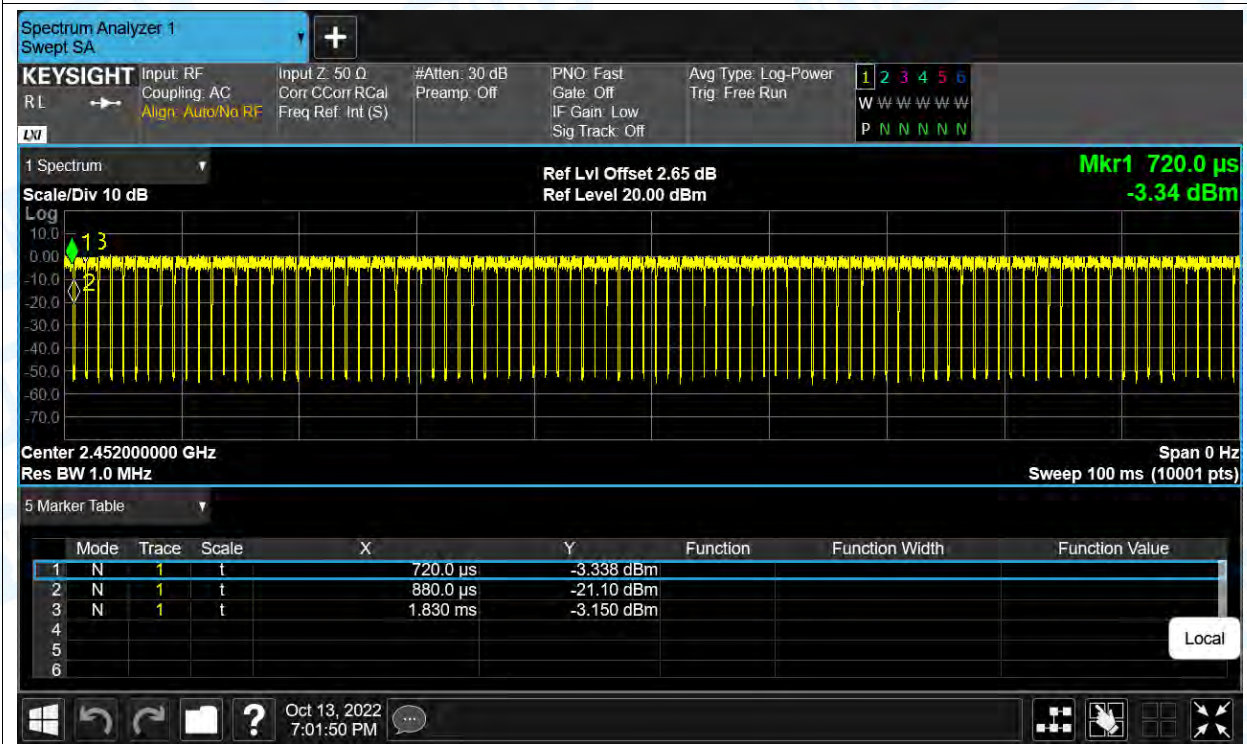 Spectrum Analyzer 1
Swept SA
+
KEYSIGHT Input: RF Input Z: 50 Ω #Atten: 30 dB PNO: Fast Avg Type: Log-Power 1 2 3 4 5 6
R L Coupling: AC Corr CCorr RCal Preamp: Off Gate: Off Trig: Free Run W W W W W W
Align: Auto/No RF Freq Ref: Int (S) IF Gain: Low P N N N N N
LXI Sig Track: Off
1 Spectrum Ref Lvl Offset 2.65 dB Mkr1 720.0 µs
Scale/Div 10 dB Ref Level 20.00 dBm -3.34 dBm
Log
10.0
1 3
0.00
-10.0
2
-20.0
-30.0
-40.0
-50.0
-60.0
-70.0
Center 2.452000000 GHz Span 0 Hz
Res BW 1.0 MHz Sweep 100 ms (10001 pts)
5 Marker Table
Mode Trace Scale X Y Function Function Width Function Value
1 N 1 t 720.0 µs -3.338 dBm
2 N 1 t 880.0 µs -21.10 dBm
3 N 1 t 1.830 ms -3.150 dBm
4
5
6
Local
? Oct 13, 2022
7:01:50 PM